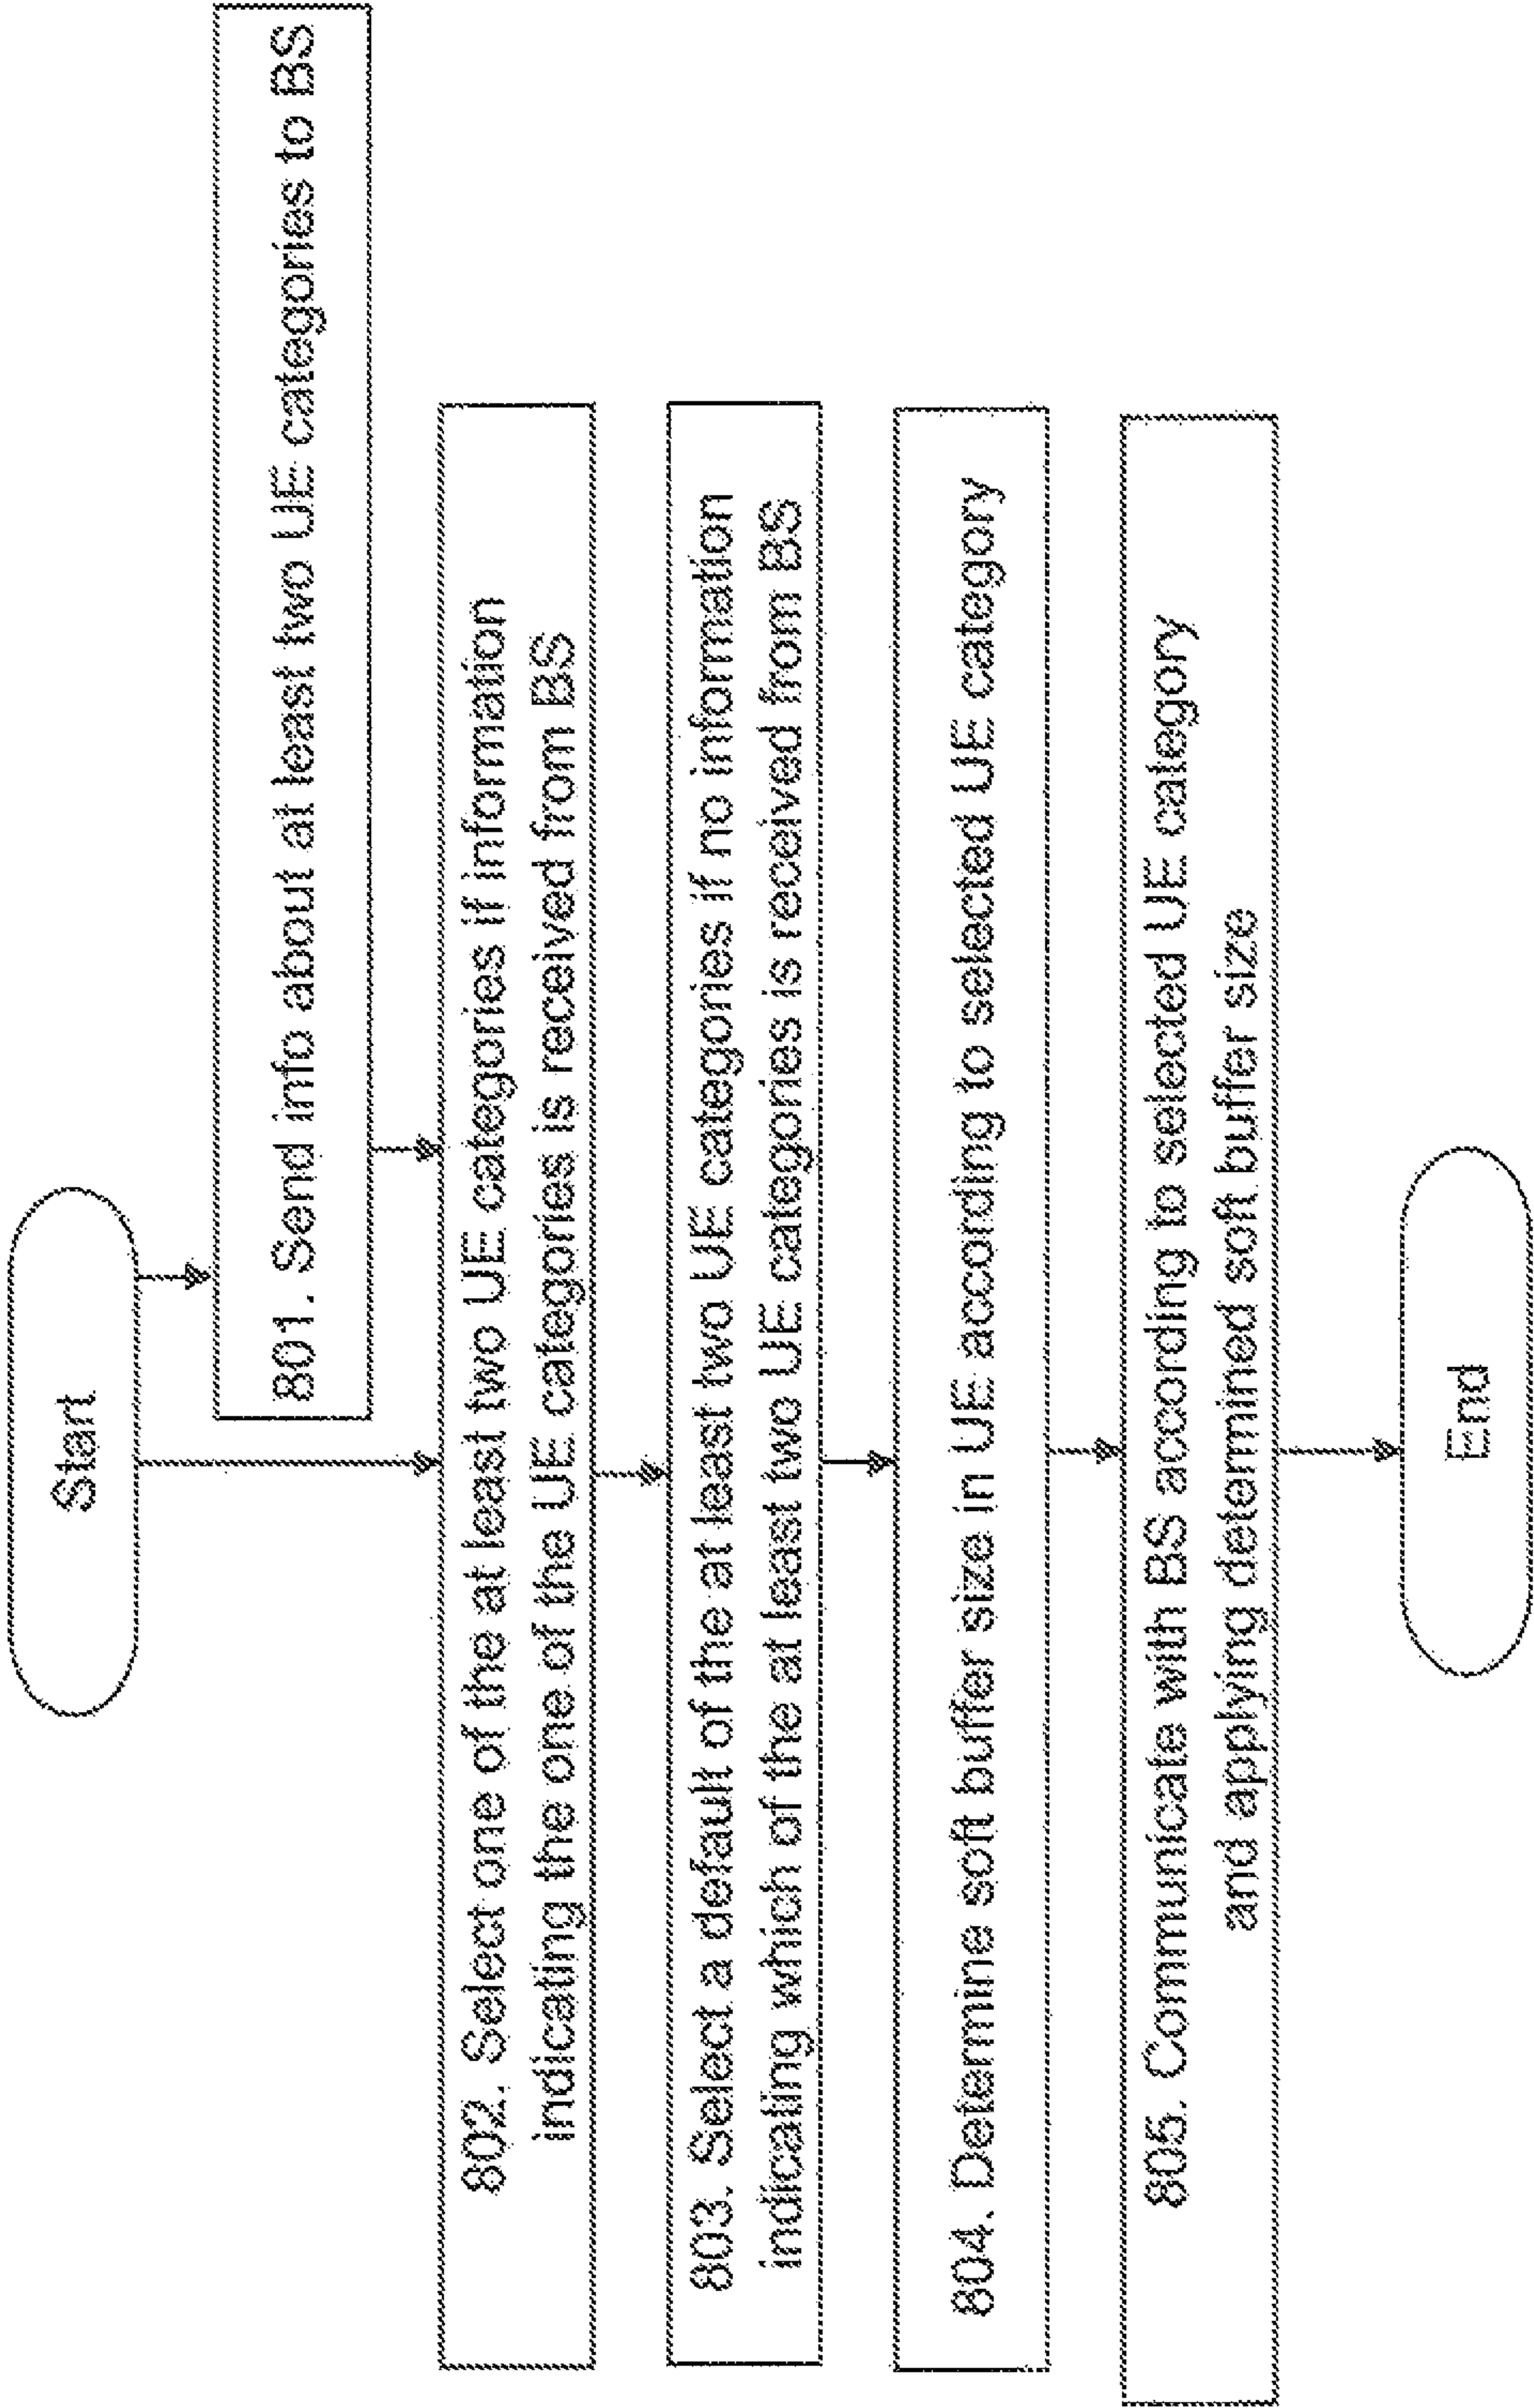 Start
801. Send info about at least two UE categories to BS
802. Select one of the at least two UE categories if information
indicating the one of the UE categories is received from BS
803. Select a default of the at least two UE categories if no information
indicating which of the at least two UE categories is received from BS
804. Determine soft buffer size in UE according to selected UE category
805. Communicate with BS according to selected UE category
and applying determined soft buffer size
End